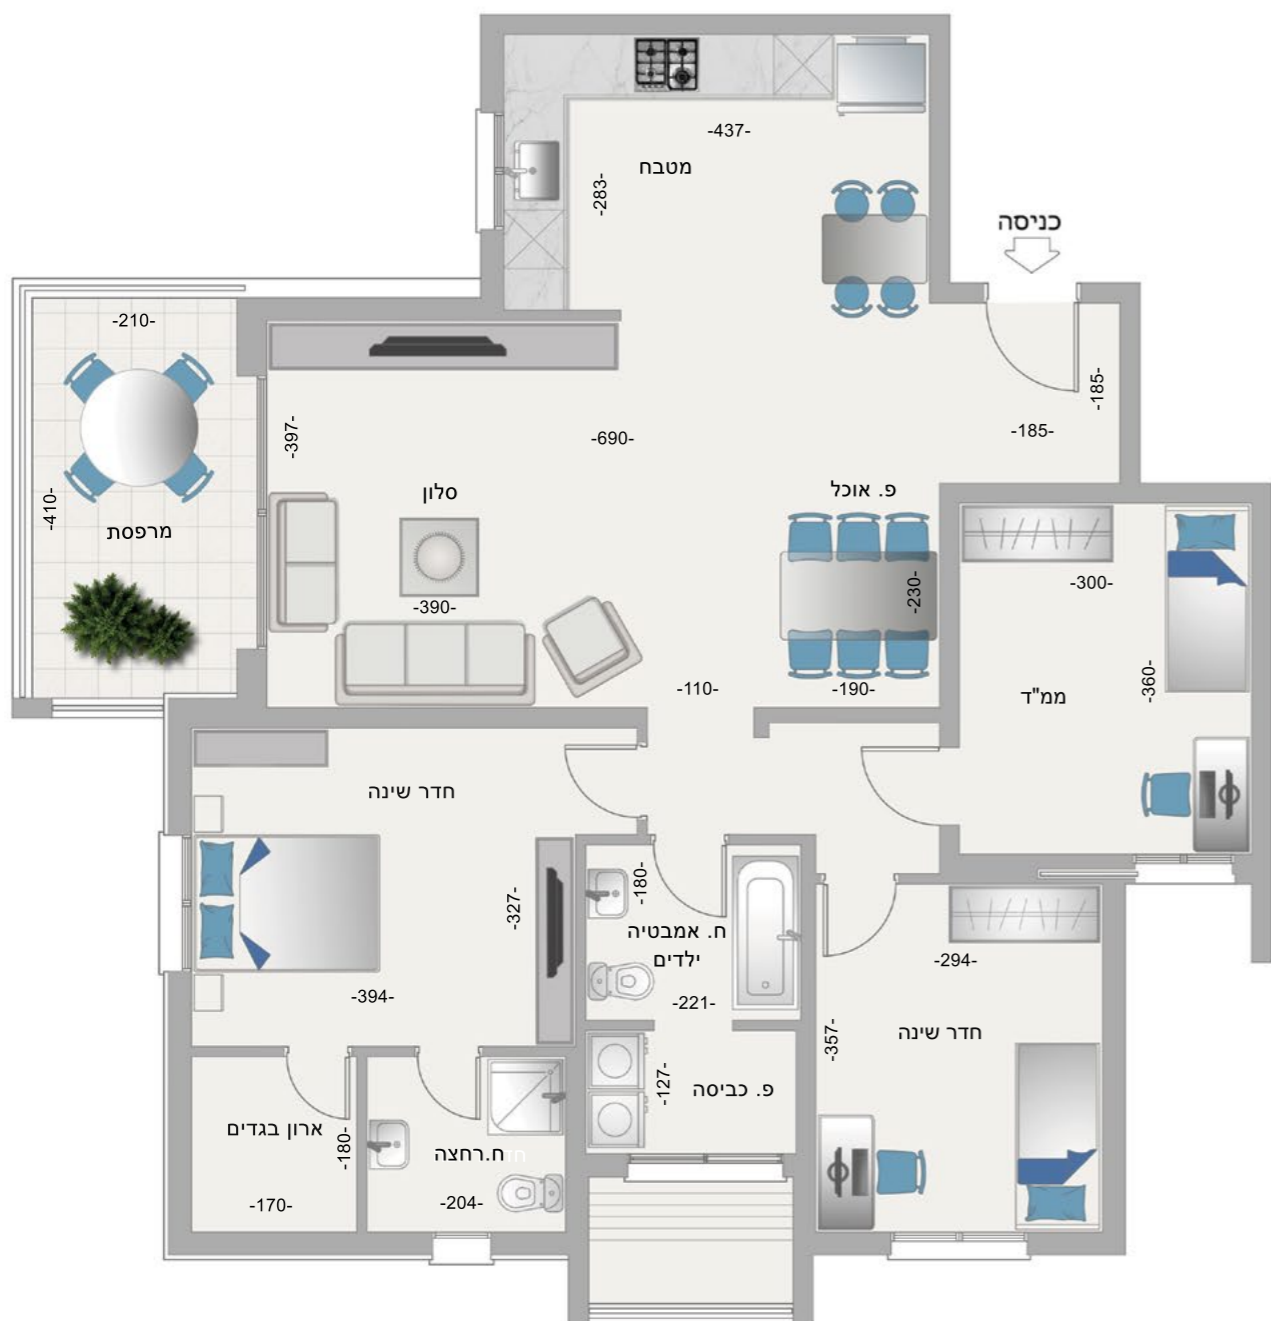 -437-
מטבח
-283-
כניסה
-210-
-185-
-185-
-397-
-690-
סלון
פ. אוכל
-410-
מרפסת
-390-
-230-
-300-
-110-
-190-
ממ"ד
-360-
חדר שינה
-327-
-394-
-180-
ח. אמבטיה
ילדים
-221-
-294-
-357-
חדר שינה
-127-
פ. כביסה
ארון בגדים
-180-
-170-
ח.רחצה
-204-